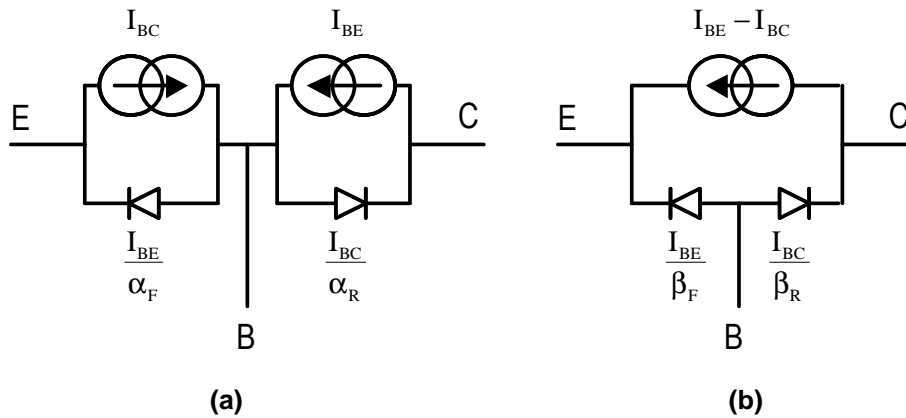 I_BC I_BE I_BE – I_BC
E C E C
I_BE/α_F I_BC/α_R I_BE/β_F I_BC/β_R
B B
(a) (b)